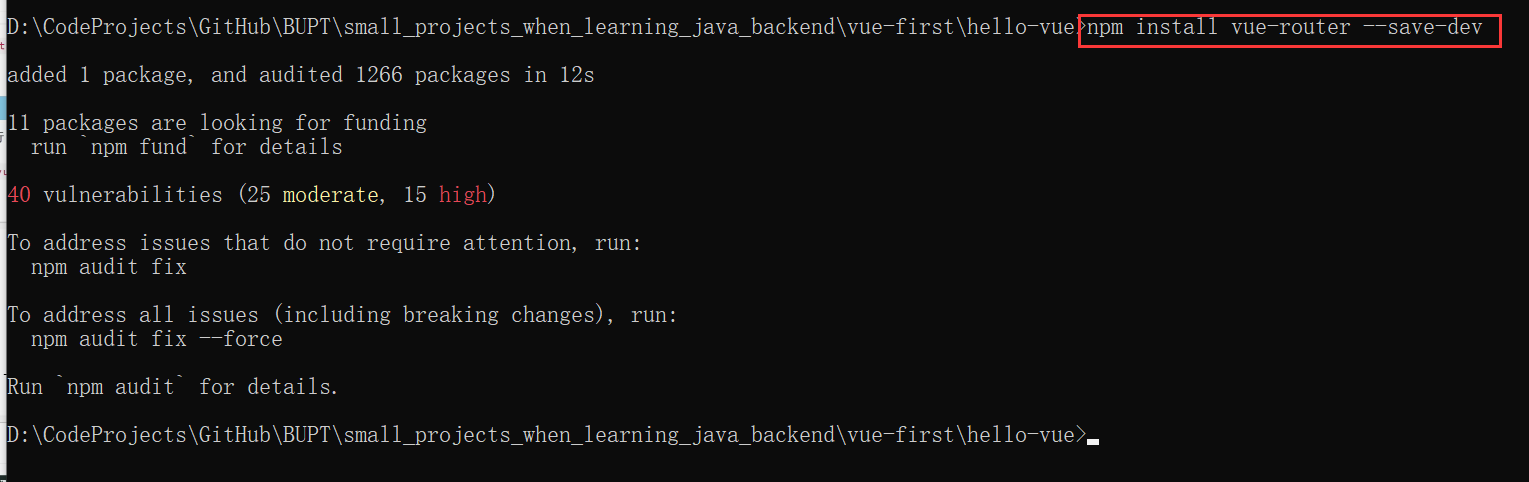 D:\CodeProjects\GitHub\BUPT\small_projects_when_learning_java_backend\vue-first\hello-vue>npm install vue-router --save-dev
added 1 package, and audited 1266 packages in 12s
11 packages are looking for funding
run `npm fund` for details
40 vulnerabilities (25 moderate, 15 high)
To address issues that do not require attention, run:
npm audit fix
To address all issues (including breaking changes), run:
npm audit fix --force
Run `npm audit` for details.
D:\CodeProjects\GitHub\BUPT\small_projects_when_learning_java_backend\vue-first\hello-vue>